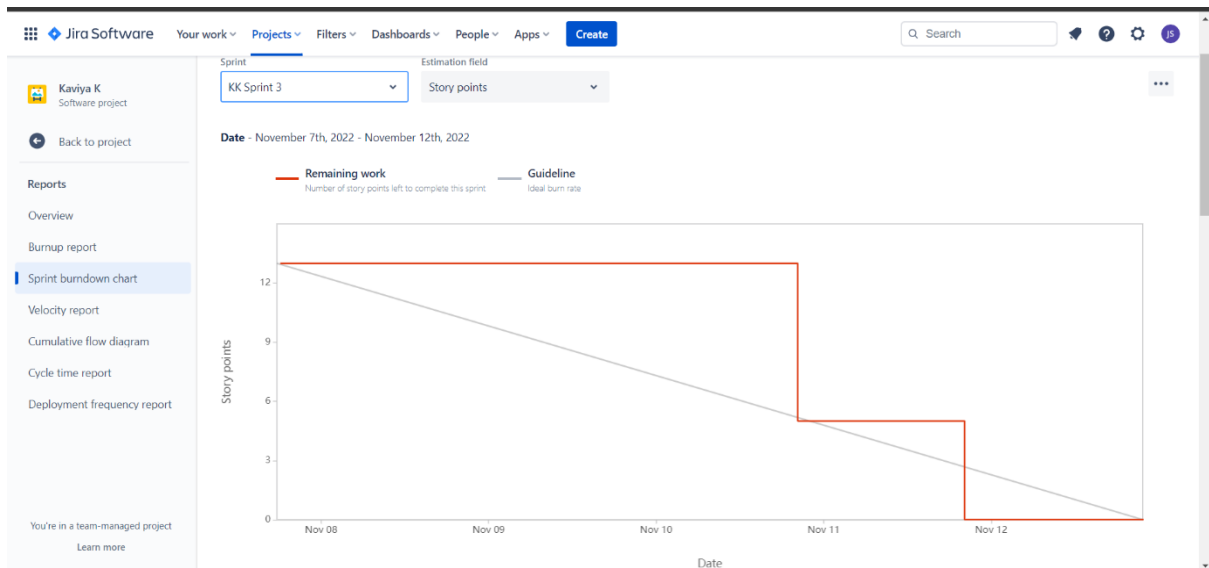 Jira Software Your work Projects Filters Dashboards People Apps Create Search JS
Kaviya K
Software project
Back to project
Reports
Overview
Burnup report
Sprint burndown chart
Velocity report
Cumulative flow diagram
Cycle time report
Deployment frequency report
You're in a team-managed project
Learn more
Sprint Estimation field
KK Sprint 3 Story points
Date - November 7th, 2022 - November 12th, 2022
Remaining work Guideline
Number of story points left to complete this sprint Ideal burn rate
Story points
12
9
6
3
0
Nov 08 Nov 09 Nov 10 Nov 11 Nov 12
Date